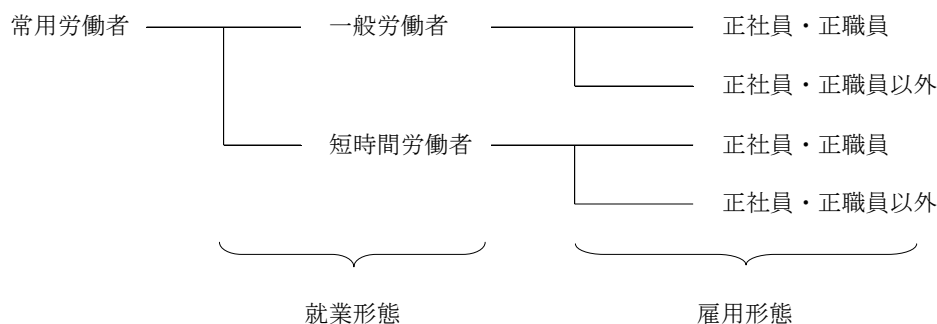 常用労働者 一般労働者 正社員・正職員
正社員・正職員以外
短時間労働者 正社員・正職員
正社員・正職員以外
就業形態 雇用形態